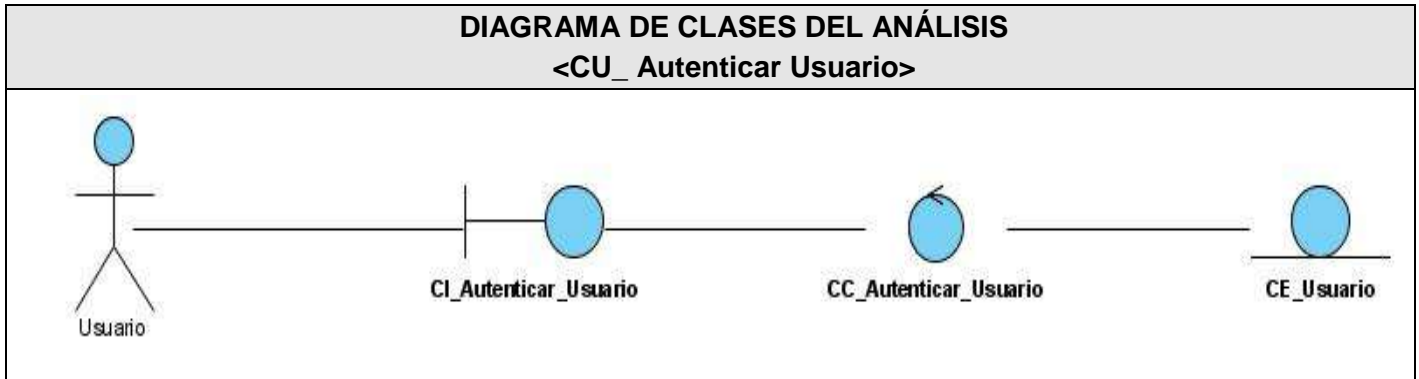 DIAGRAMA DE CLASES DEL ANÁLISIS
<CU_ Autenticar Usuario>
Usuario
CI_Autenticar_Usuario
CC_Autenticar_Usuario
CE_Usuario